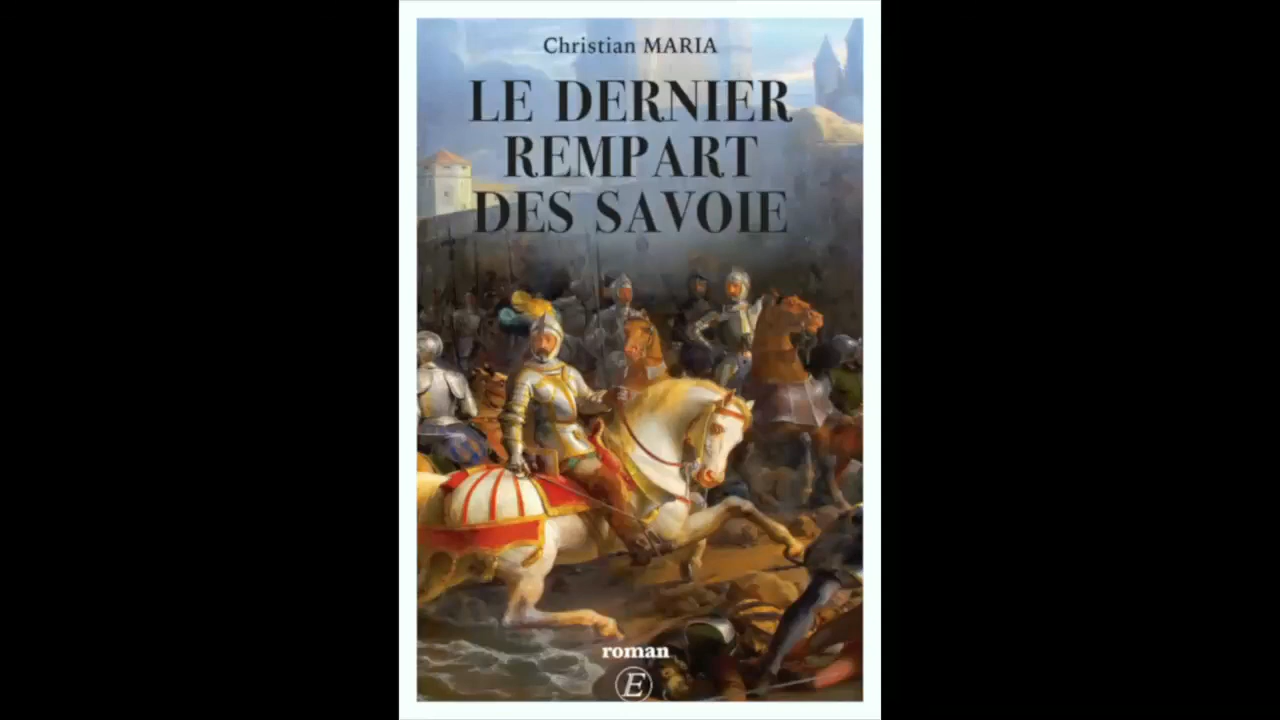 Christian MARIA
LE DERNIER
REMPART
DES SAVOIE
roman
E